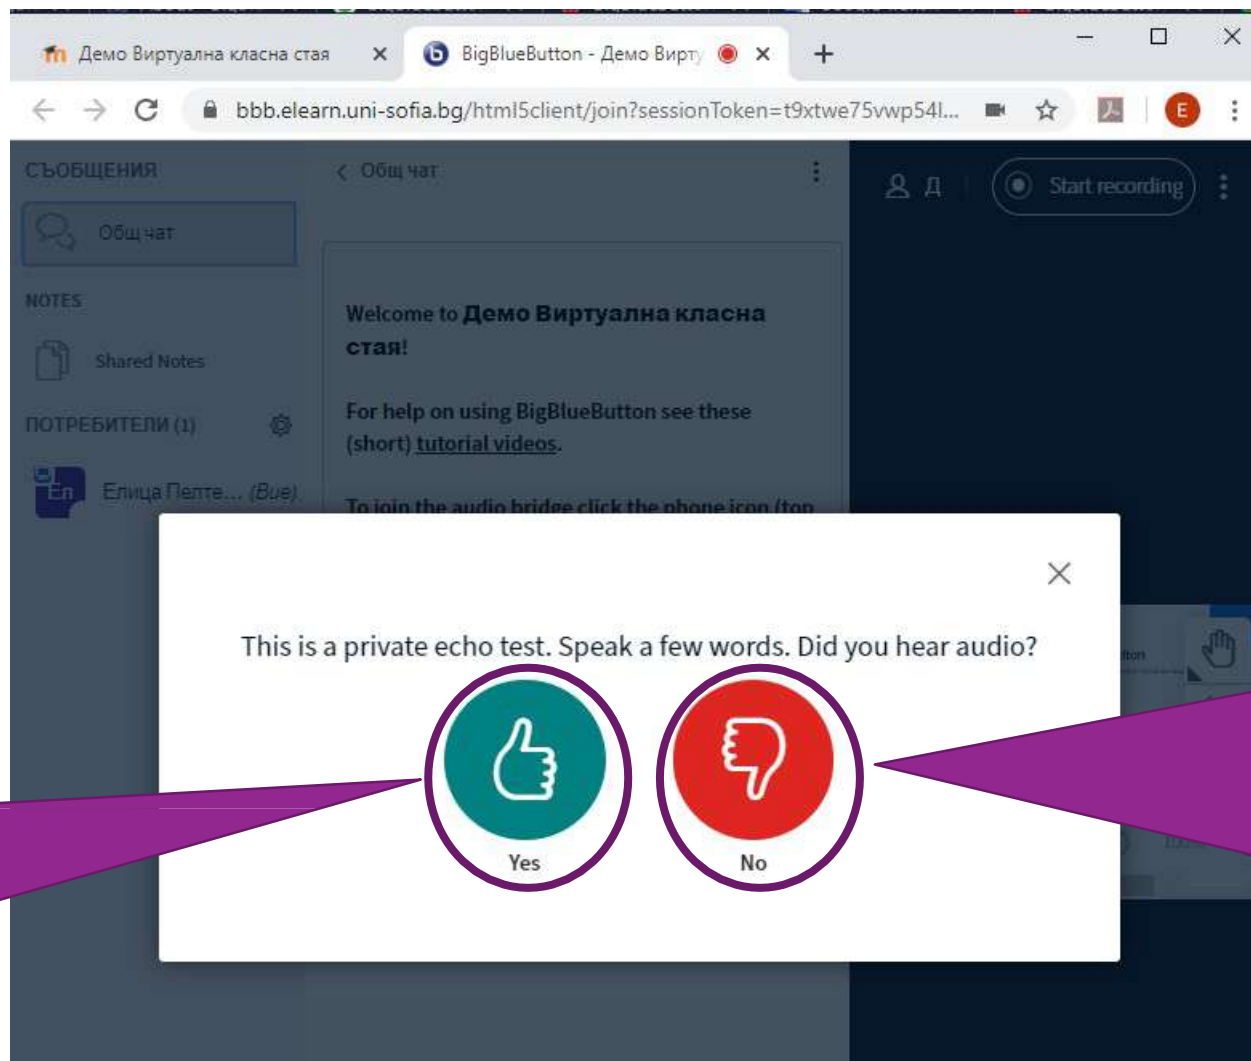 Демо Виртуална класна стая
BigBlueButton - Демо Вирту
bbb.elearn.uni-sofia.bg/html5client/join?sessionToken=t9xtwe75vwp54l...
E
СЪОБЩЕНИЯ
Общ чат
NOTES
Shared Notes
ПОТРЕБИТЕЛИ (1)
Ел
Елица Пелте... (Вие)
Общ чат
Welcome to Демо Виртуална класна
стая!
For help on using BigBlueButton see these
(short) tutorial videos.
To join the audio bridge click the phone icon (top
Д
Start recording
This is a private echo test. Speak a few words. Did you hear audio?
Yes
No